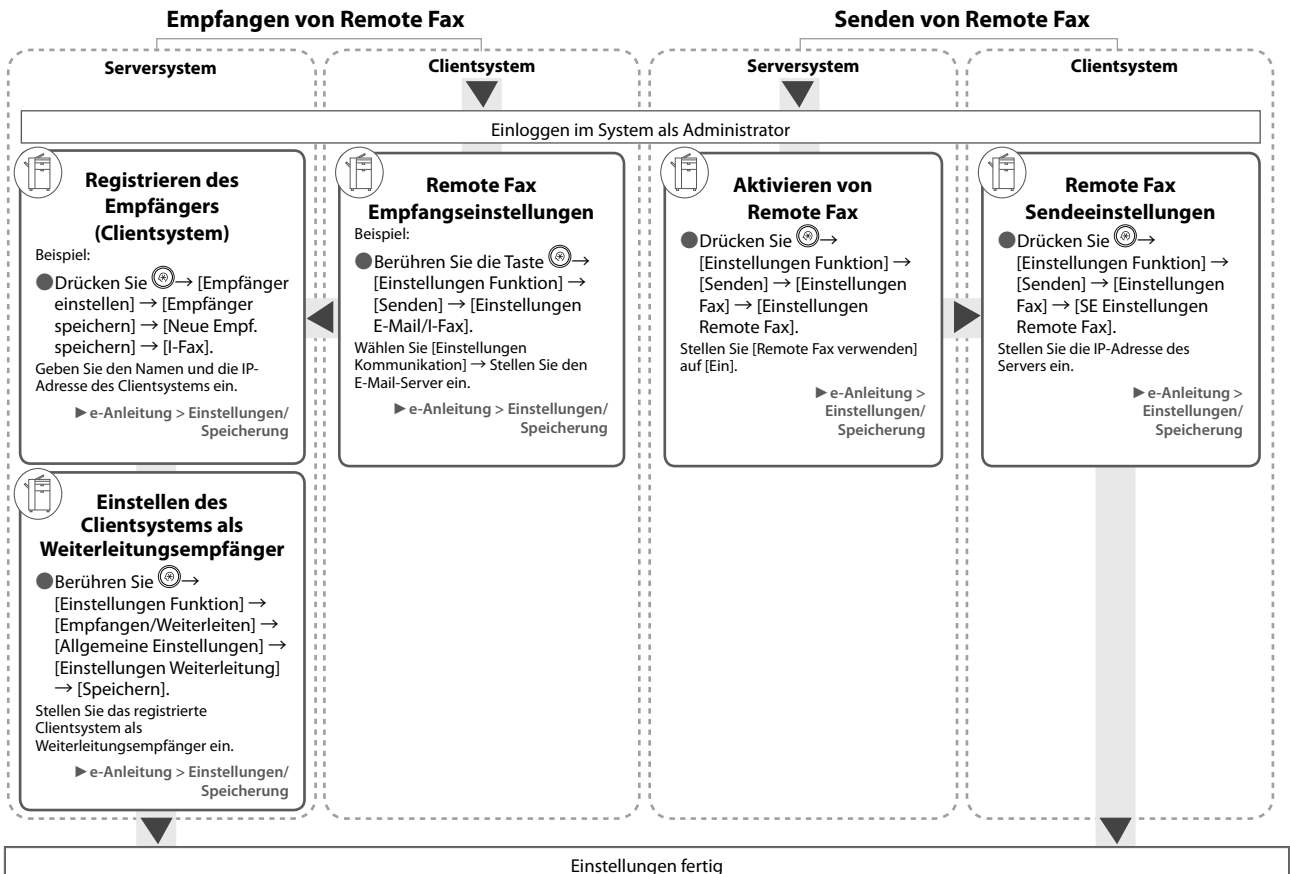 Empfangen von Remote Fax
Senden von Remote Fax
Serversystem
Clientsystem
Serversystem
Clientsystem
Einloggen im System als Administrator
Registrieren des
Empfängers
(Clientsystem)
Beispiel:
●Drücken Sie → [Empfänger
einstellen] → [Empfänger
speichern] → [Neue Empf.
speichern] → [I-Fax].
Geben Sie den Namen und die IP-
Adresse des Clientsystems ein.
►e-Anleitung > Einstellungen/
Speicherung
Einstellen des
Clientsystems als
Weiterleitungsempfänger
●Berühren Sie →
[Einstellungen Funktion] →
[Empfangen/Weiterleiten] →
[Allgemeine Einstellungen] →
[Einstellungen Weiterleitung]
→ [Speichern].
Stellen Sie das registrierte
Clientsystem als
Weiterleitungsempfänger ein.
►e-Anleitung > Einstellungen/
Speicherung
Remote Fax
Empfangseinstellungen
Beispiel:
●Berühren Sie die Taste →
[Einstellungen Funktion] →
[Senden] → [Einstellungen
E-Mail/I-Fax].
Wählen Sie [Einstellungen
Kommunikation] → Stellen Sie den
E-Mail-Server ein.
►e-Anleitung > Einstellungen/
Speicherung
Aktivieren von
Remote Fax
●Drücken Sie →
[Einstellungen Funktion] →
[Senden] → [Einstellungen
Fax] → [Einstellungen
Remote Fax].
Stellen Sie [Remote Fax verwenden]
auf [Ein].
►e-Anleitung >
Einstellungen/
Speicherung
Remote Fax
Sendeeinstellungen
●Drücken Sie →
[Einstellungen Funktion] →
[Senden] → [Einstellungen
Fax] → [SE Einstellungen
Remote Fax].
Stellen Sie die IP-Adresse des
Servers ein.
►e-Anleitung >
Einstellungen/
Speicherung
Einstellungen fertig